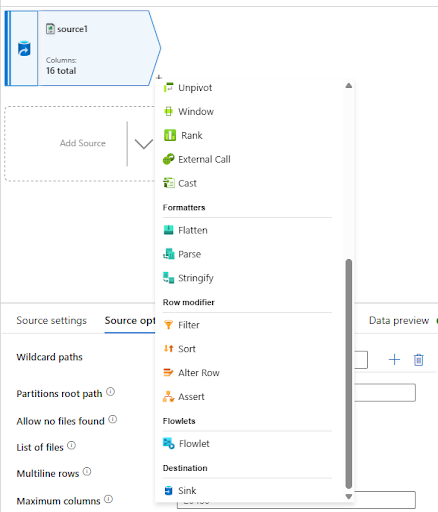 source1
Columns:
16 total
Add Source
Unpivot
Window
Rank
External Call
Cast
Formatters
Flatten
Parse
Stringify
Row modifier
Filter
Sort
Alter Row
Assert
Flowlets
Flowlet
Destination
Sink
Source settings
Source opt
Data preview
Wildcard paths
Partitions root path
Allow no files found
List of files
Multiline rows
Maximum columns